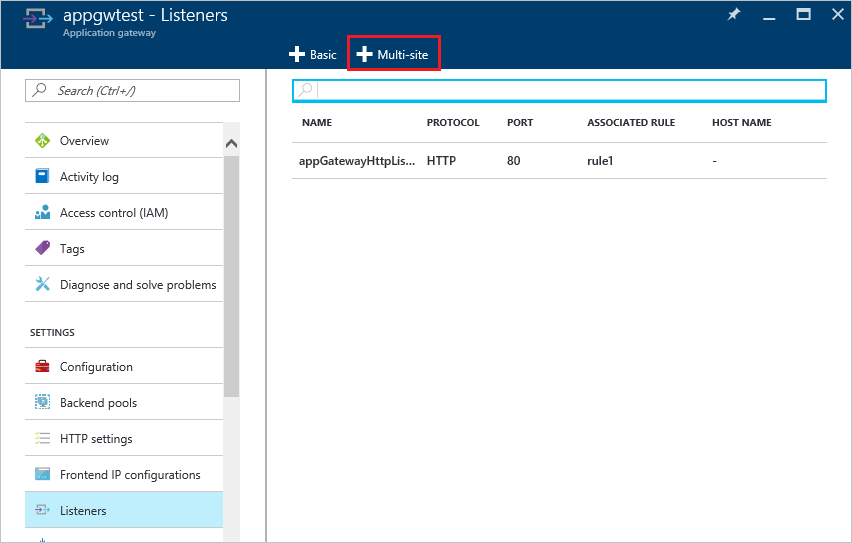 appgwtest - Listeners
Application gateway
Basic
Multi-site
Search (Ctrl+/)
Overview
Activity log
Access control (IAM)
Tags
Diagnose and solve problems
SETTINGS
Configuration
Backend pools
HTTP settings
Frontend IP configurations
Listeners
NAME PROTOCOL PORT ASSOCIATED RULE HOST NAME
appGatewayHttpLis... HTTP 80 rule1 -